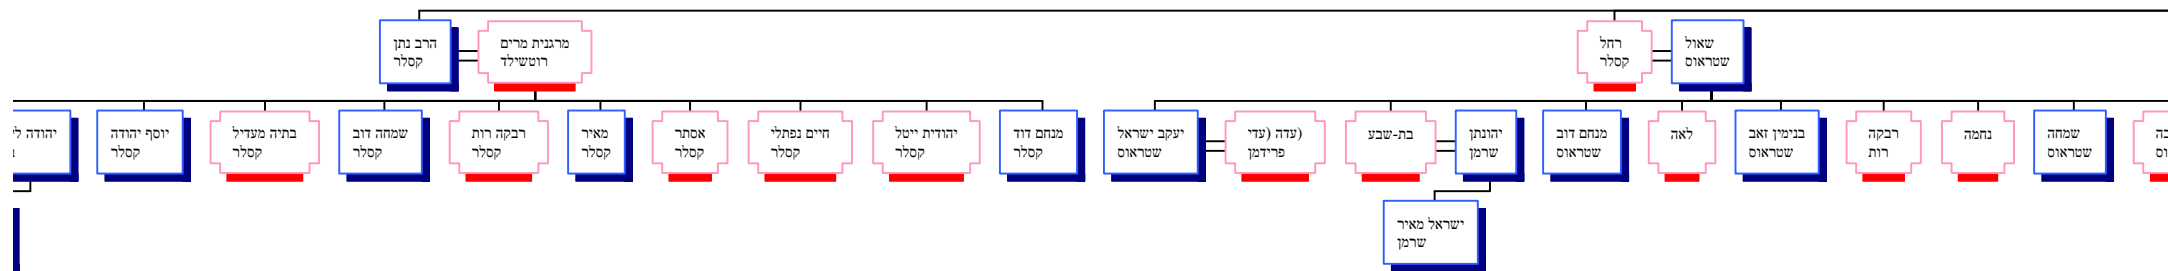 שאול
שטראוס
רחל
קסלר
מרגנית מרים
רוטשילד
הרב נתן
קסלר
שמחה
שטראוס
נחמה
רבקה
רות
בנימין זאב
שטראוס
לאה
מנחם דוב
שטראוס
יהונתן
שרמן
בת-שבע
(עדה (עדי
פרידמן
יעקב ישראל
שטראוס
מנחם דוד
קסלר
יהודית ייטל
קסלר
חיים נפתלי
קסלר
אסתר
קסלר
מאיר
קסלר
רבקה רות
קסלר
שמחה דוב
קסלר
בתיה מעדיל
קסלר
יוסף יהודה
קסלר
יהודה
ישראל מאיר
שרמן